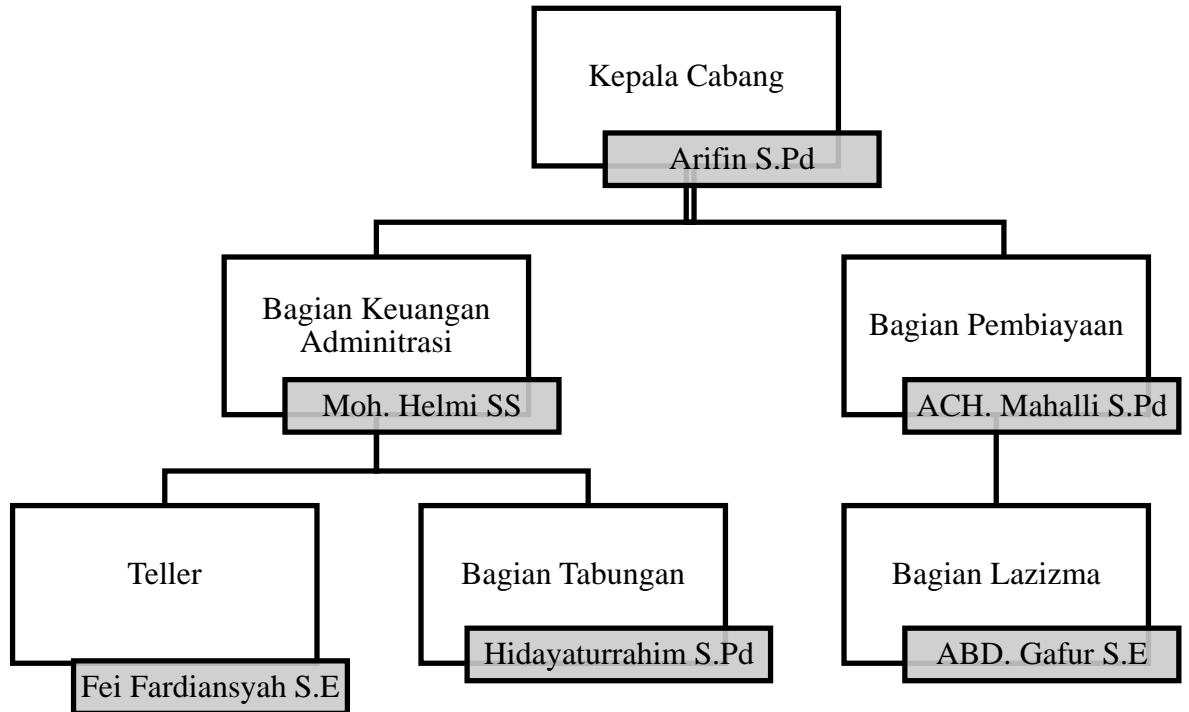 Kepala Cabang
Arifin S.Pd
Bagian Keuangan
Adminitrasi
Moh. Helmi SS
Bagian Pembiayaan
ACH. Mahalli S.Pd
Teller
Fei Fardiansyah S.E
Bagian Tabungan
Hidayaturrahim S.Pd
Bagian Lazizma
ABD. Gafur S.E